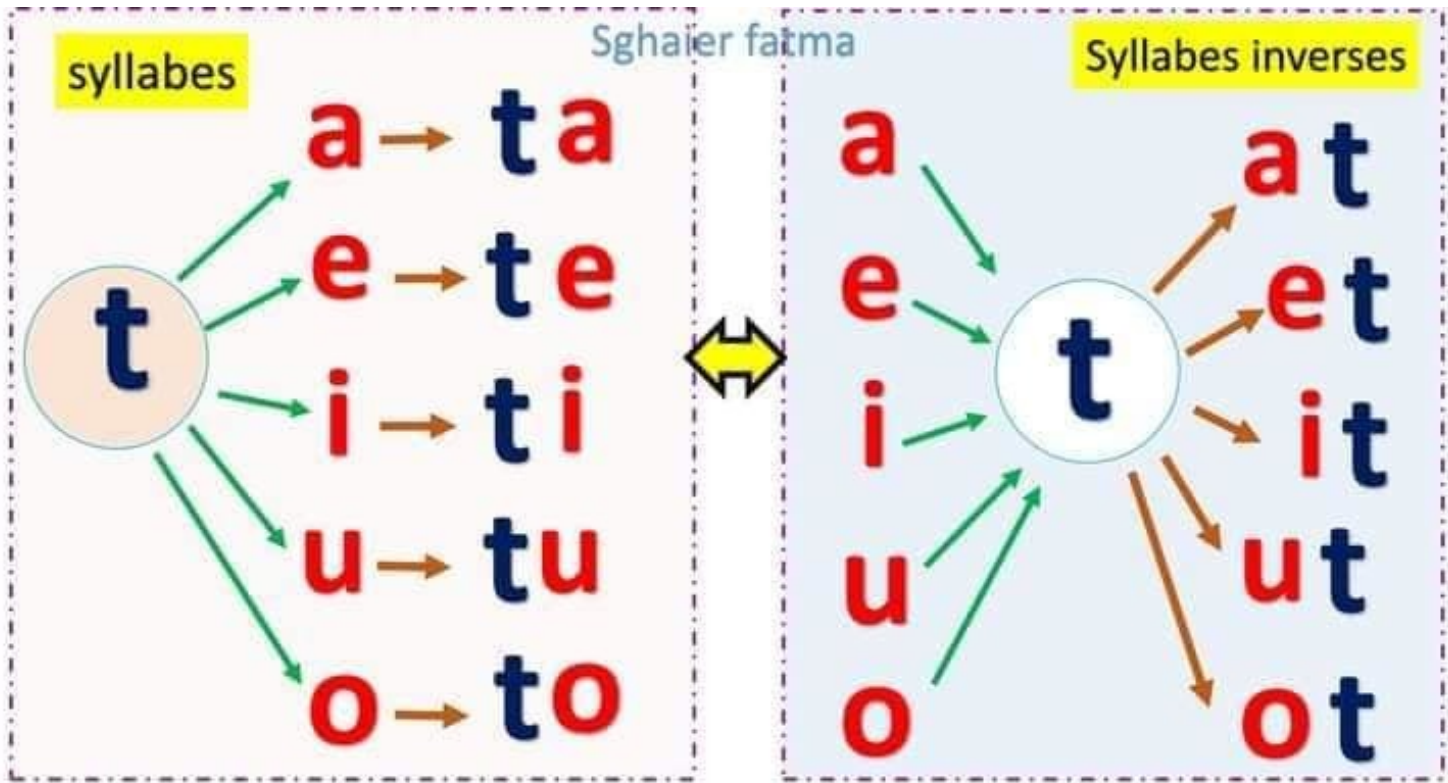 Sghaier fatma
syllabes
a ta
e te
t
i ti
u tu
o to
Syllabes inverses
a at
e et
t
i it
u ut
o ot